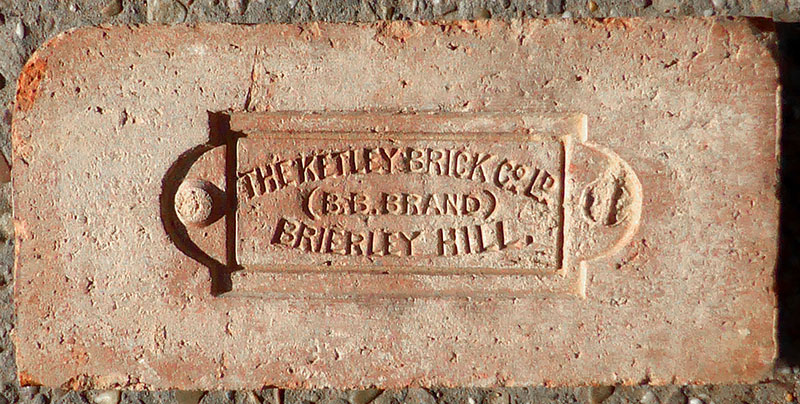 THE KETLEY BRICK CO. LD.
(B.B. BRAND)
BRIERLEY HILL.